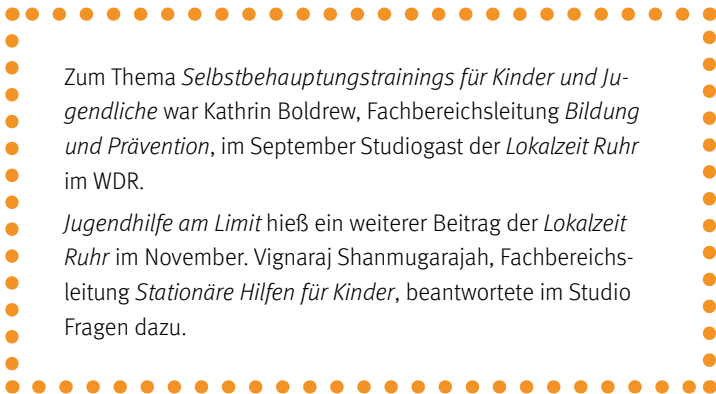 Zum Thema Selbstbehauptungstrainings für Kinder und Ju-
gendliche war Kathrin Boldrew, Fachbereichsleitung Bildung
und Prävention, im September Studiogast der Lokalzeit Ruhr
im WDR.
Jugendhilfe am Limit hieß ein weiterer Beitrag der Lokalzeit
Ruhr im November. Vignaraj Shanmugarajah, Fachbereichs-
leitung Stationäre Hilfen für Kinder, beantwortete im Studio
Fragen dazu.